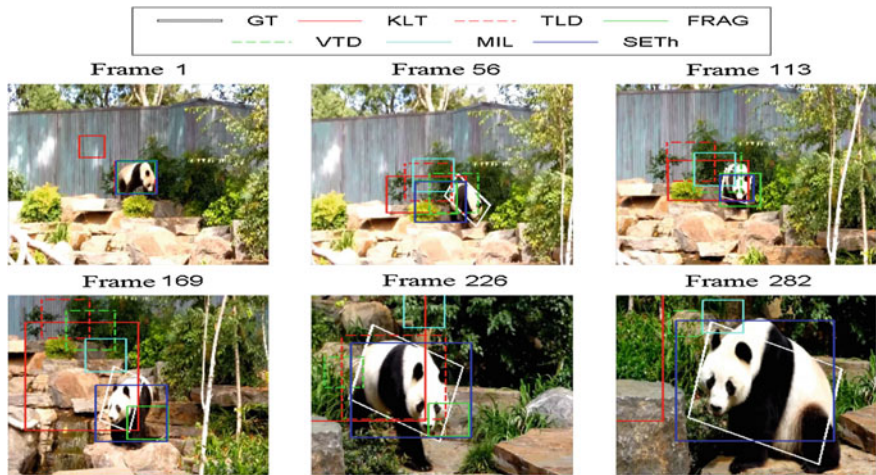 GT KLT TLD FRAG
VTD MIL SETh
Frame 1 Frame 56 Frame 113
Frame 169 Frame 226 Frame 282